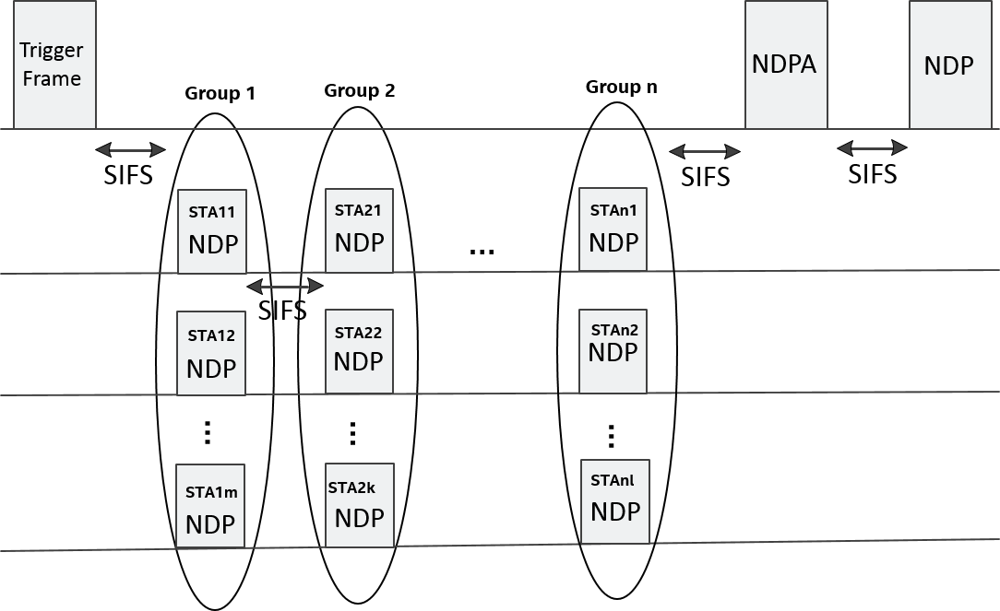 Trigger
Frame
NDPA
NDP
Group 1
Group 2
Group n
SIFS
SIFS
SIFS
STA11
NDP
STA21
NDP
...
STAn1
NDP
SIFS
STA12
NDP
STA22
NDP
STAn2
NDP
...
...
...
STA1m
NDP
STA2k
NDP
STAnl
NDP